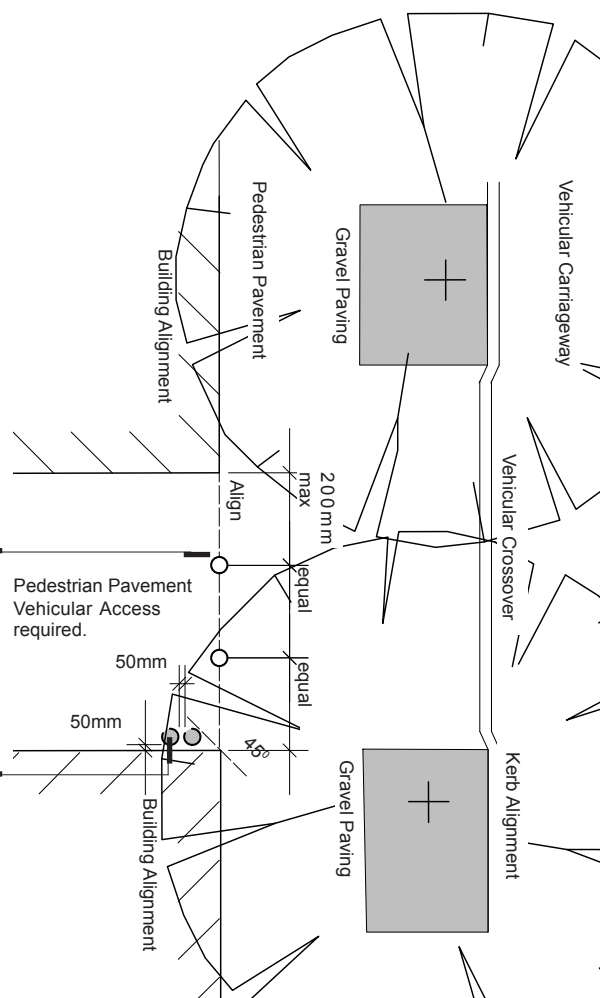 Vehicular Carriageway
Pedestrian Pavement
Gravel Paving
Building Alignment
Vehicular Crossover
200mm
max
Align
equal
equal
Pedestrian Pavement
Vehicular Access
required.
50mm
50mm
45⁰
Kerb Alignment
Gravel Paving
Building Alignment